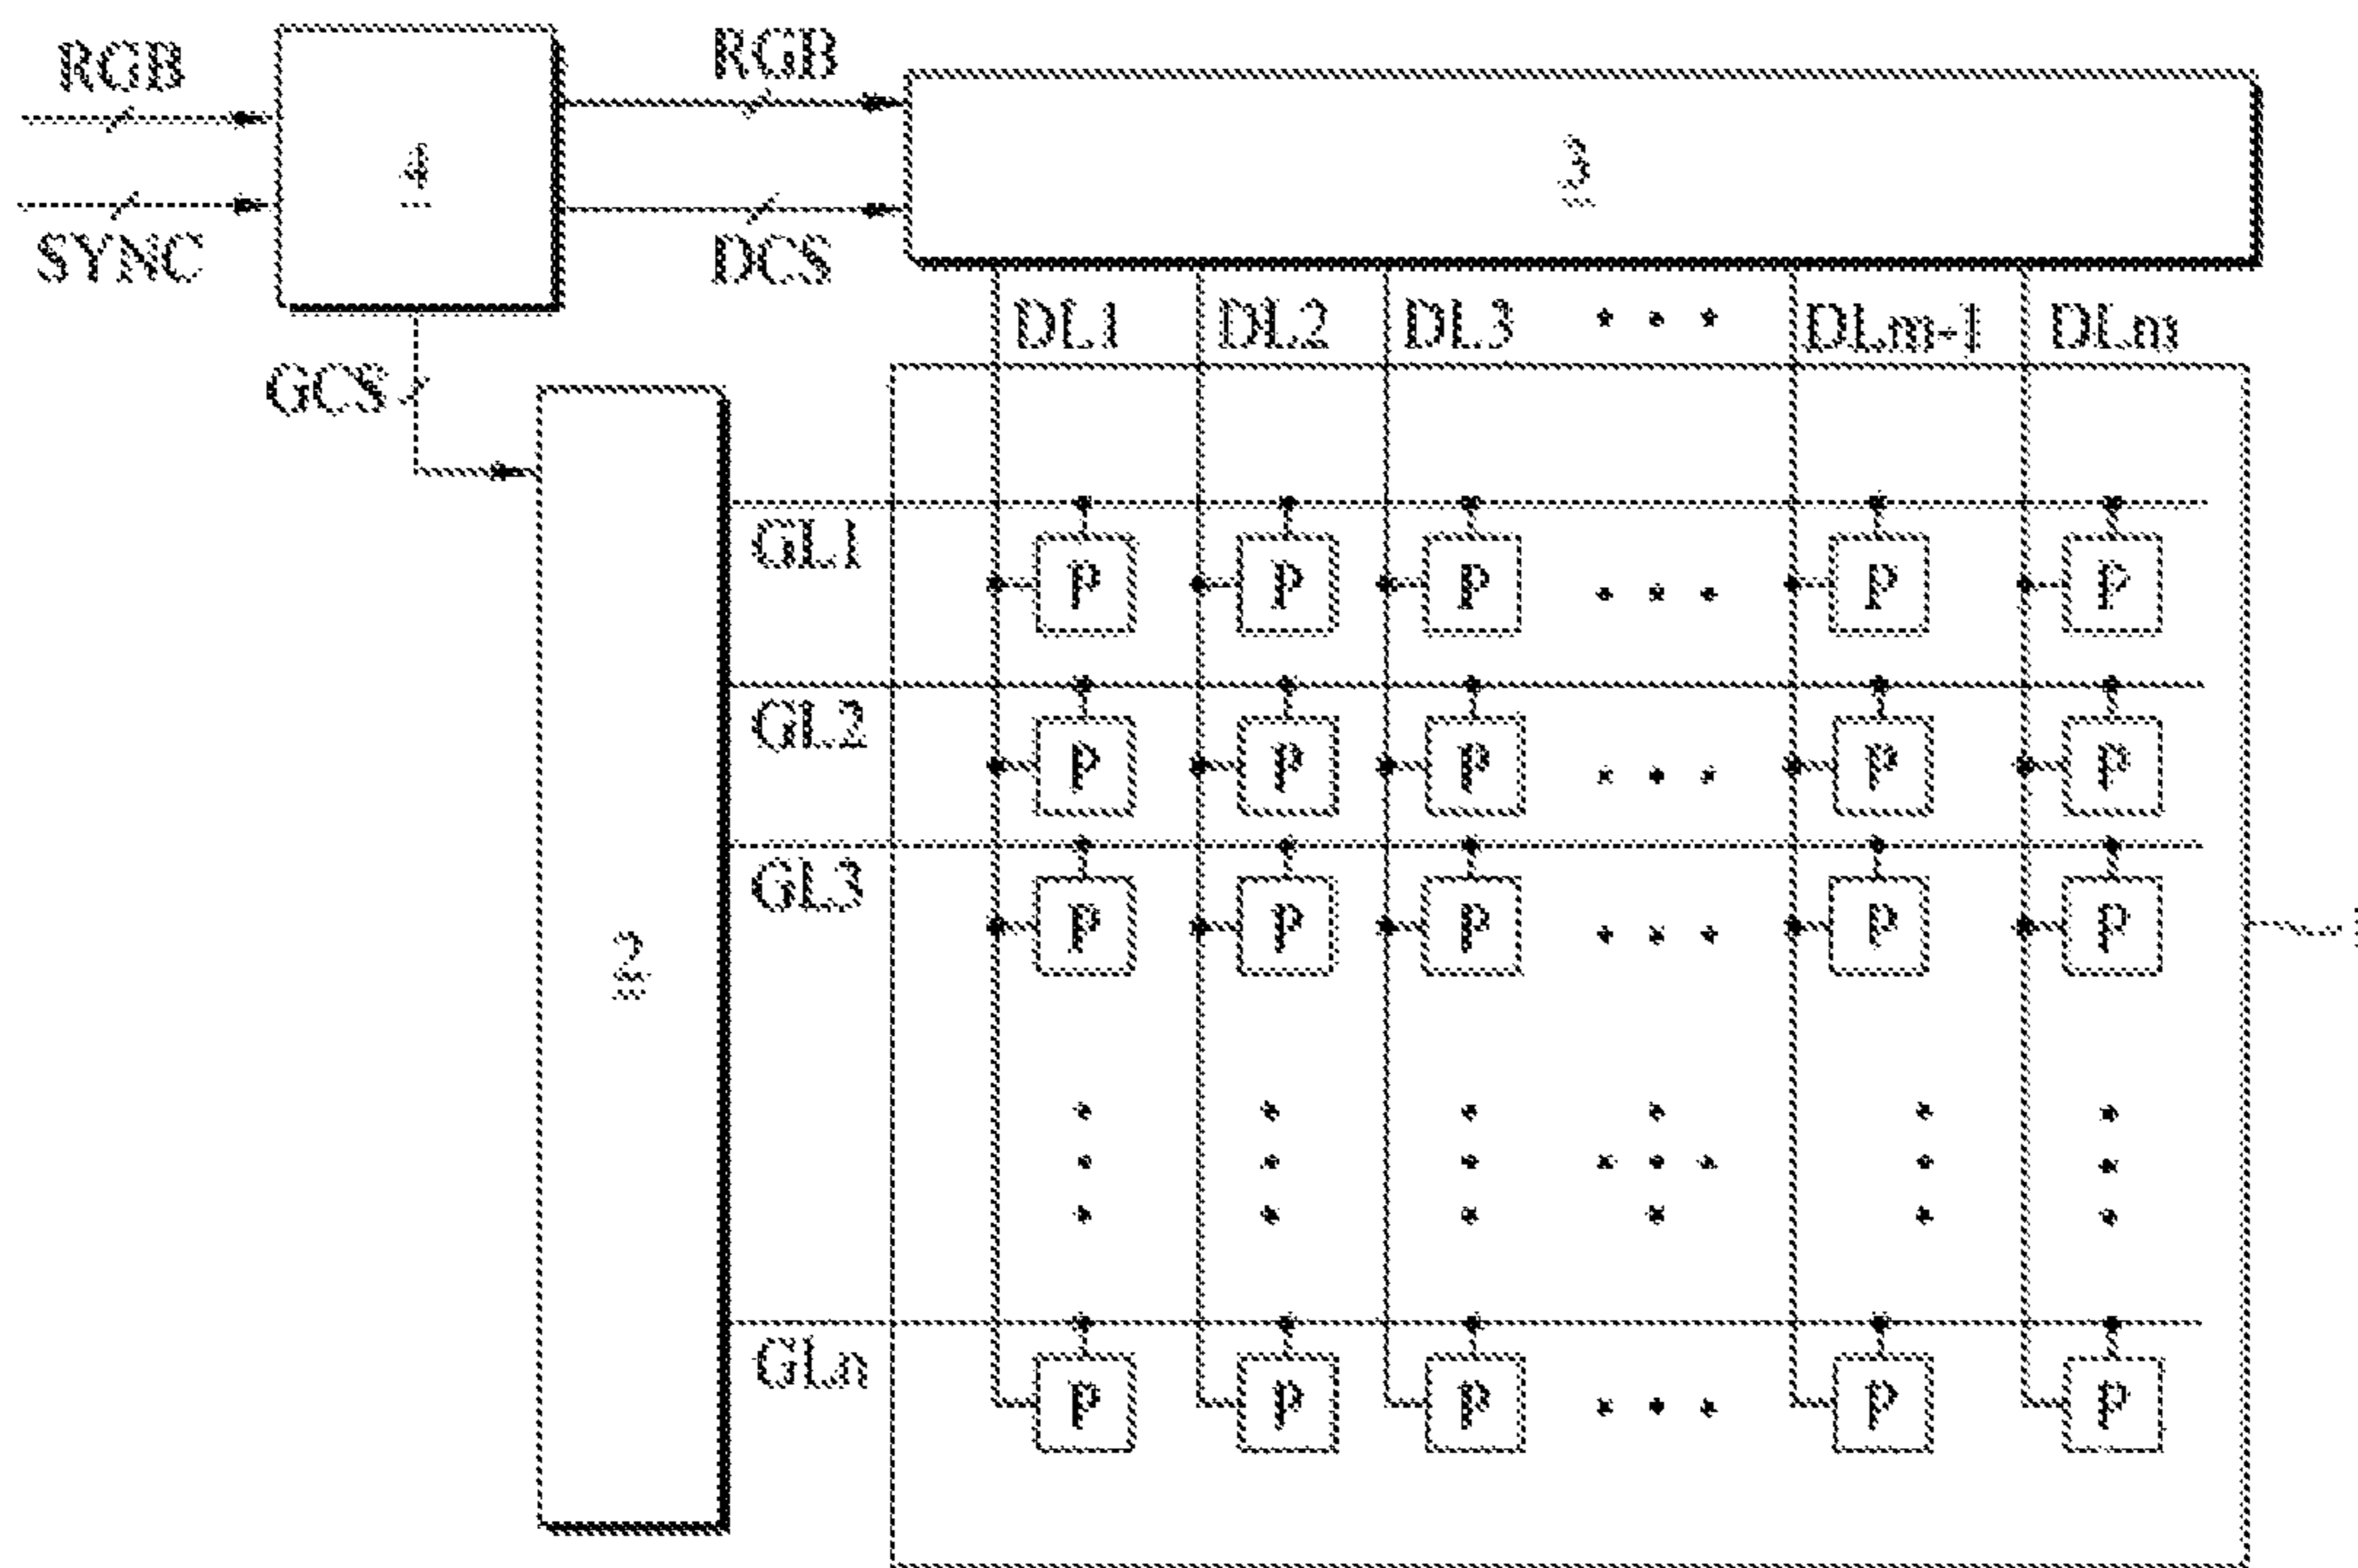 RGB
RGB
4
3
SYNC
DCS
DL1 DL2 DL3 • • • DLm-1 DLm
GCS
GL1
P P P • • • P P
GL2
P P P • • • P P
GL3
P P P • • • P P
2
GLn
P P P • • • P P